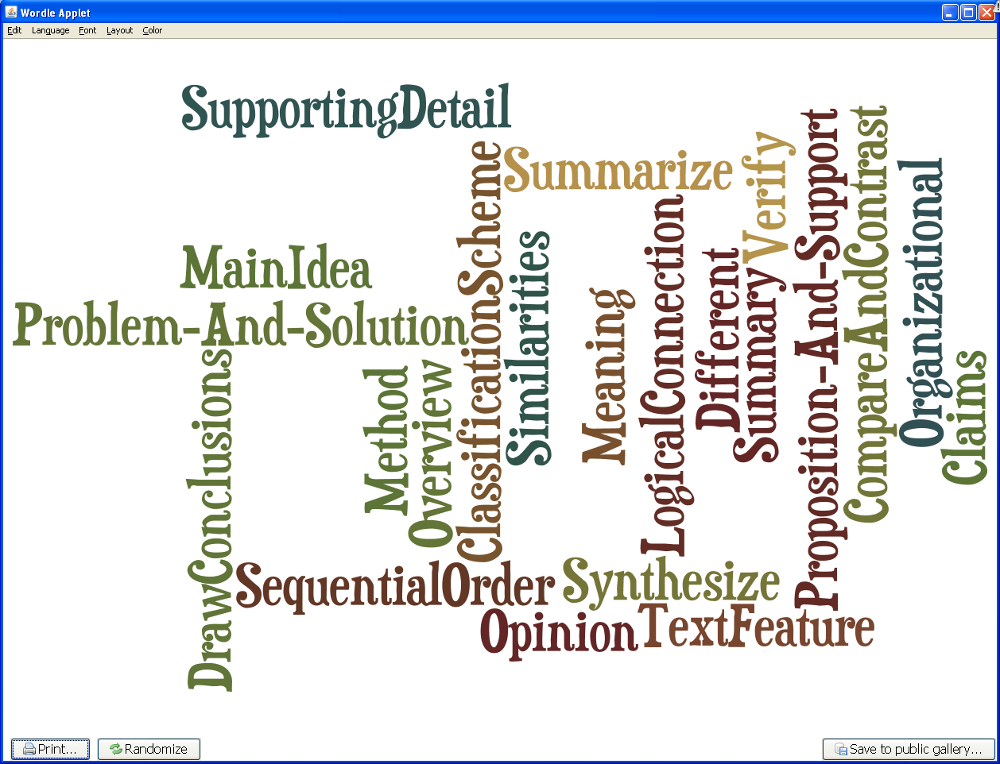 Wordle Applet
Edit Language Font Layout Color
SupportingDetail
Summarize
Verify
Proposition-And-Support
CompareAndContrast
Organizational
Claims
MainIdea
Problem-And-Solution
ClassificationScheme
Similarities
Meaning
LogicalConnection
Different
Summary
DrawConclusions
Method
Overview
SequentialOrder
Synthesize
Opinion
TextFeature
Print... Randomize Save to public gallery...